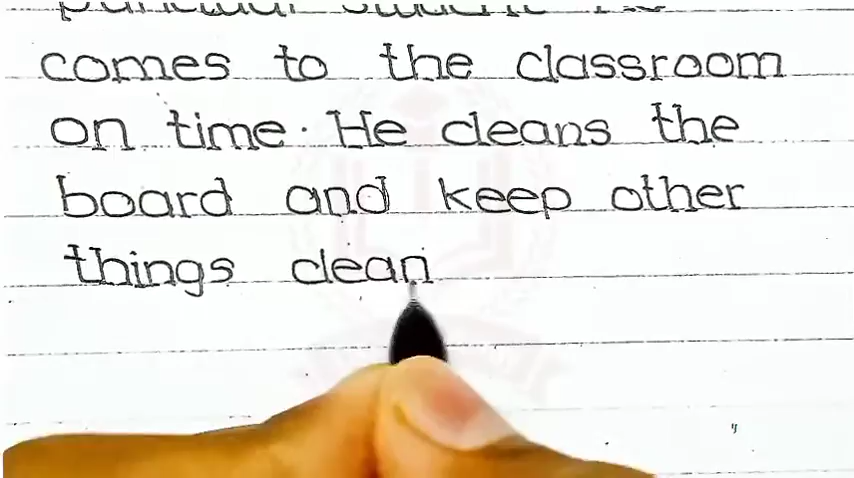 comes to the classroom
on time. He cleans the
board and keep other
things clean